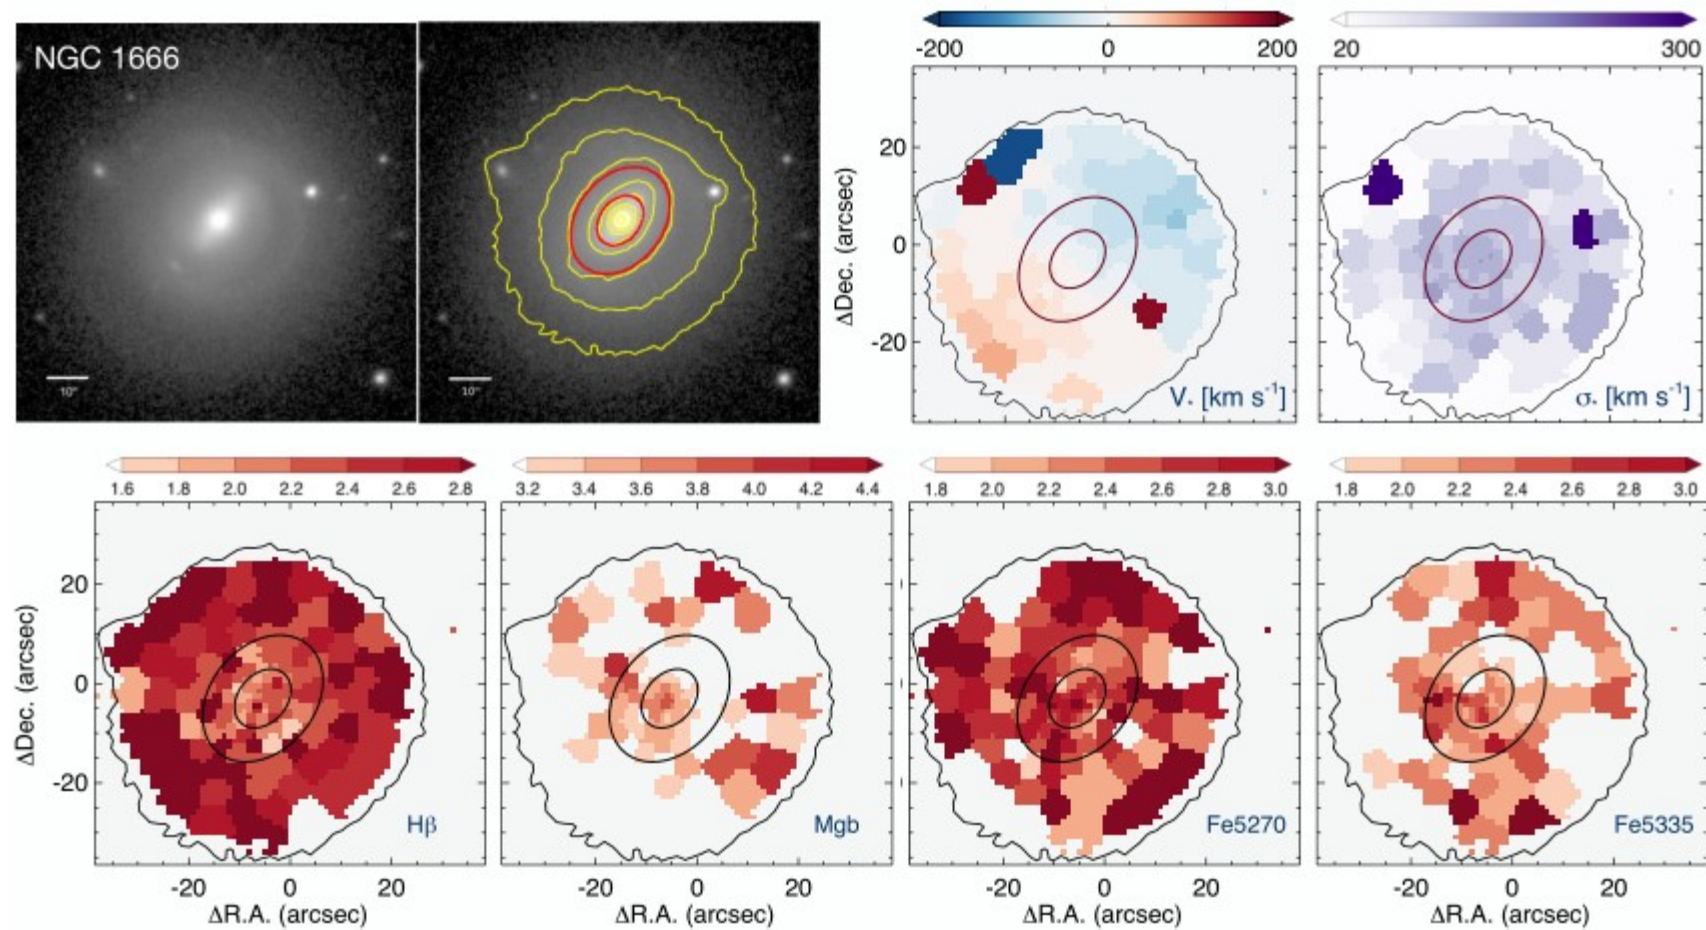 NGC 1666
10"
10"
-200 0 200
20 300
ΔDec. (arcsec)
20
0
-20
V* [km s⁻¹]
σ* [km s⁻¹]
1.6 1.8 2.0 2.2 2.4 2.6 2.8
3.2 3.4 3.6 3.8 4.0 4.2 4.4
1.8 2.0 2.2 2.4 2.6 2.8 3.0
1.8 2.0 2.2 2.4 2.6 2.8 3.0
ΔDec. (arcsec)
20
0
-20
Hβ
Mgb
Fe5270
Fe5335
-20 0 20
-20 0 20
-20 0 20
-20 0 20
ΔR.A. (arcsec)
ΔR.A. (arcsec)
ΔR.A. (arcsec)
ΔR.A. (arcsec)